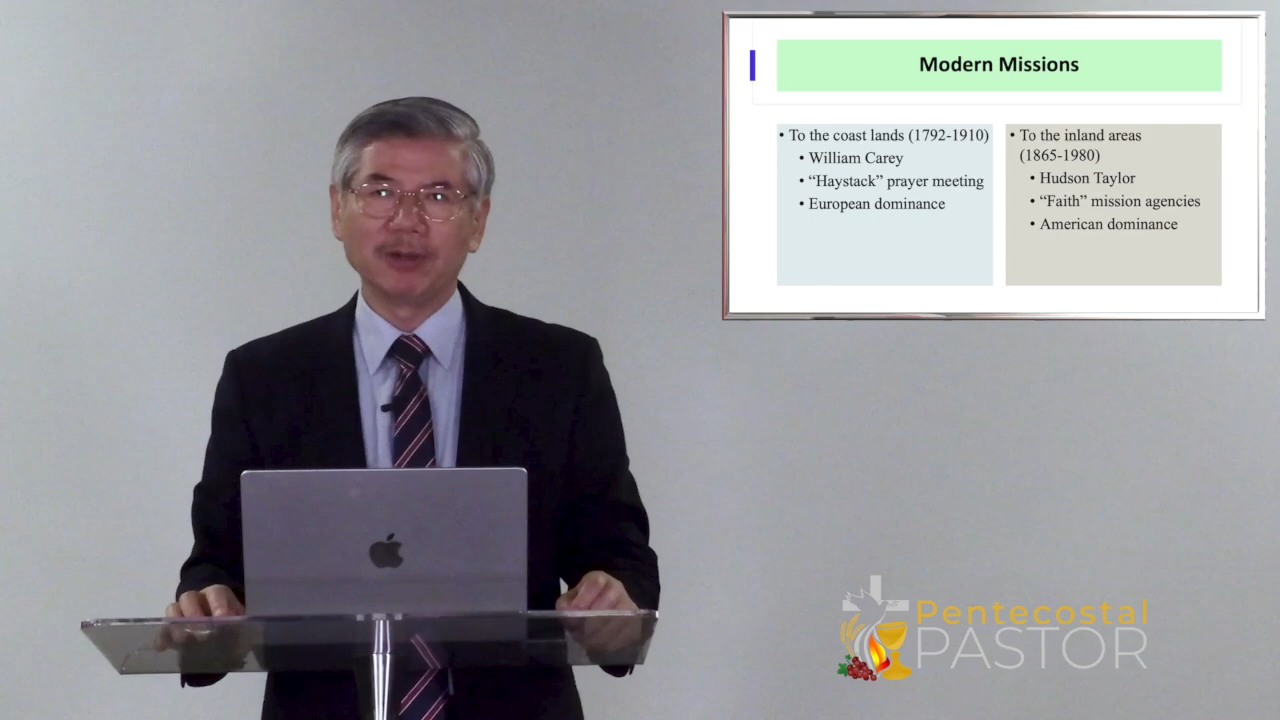 Modern Missions
• To the coast lands (1792-1910)
• William Carey
• “Haystack” prayer meeting
• European dominance
• To the inland areas
(1865-1980)
• Hudson Taylor
• “Faith” mission agencies
• American dominance
Pentecostal
PASTOR